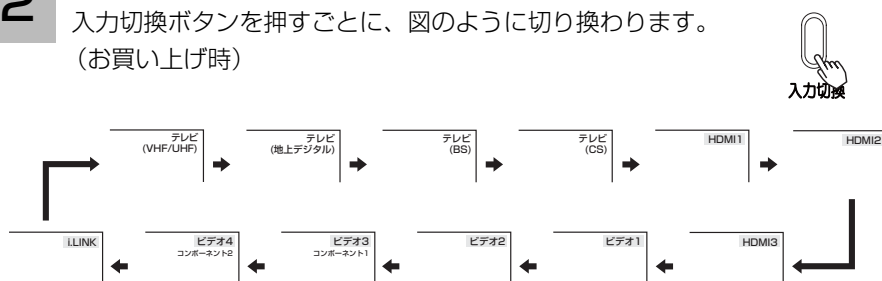 2
入力切換ボタンを押すごとに、図のように切り換わります。
（お買い上げ時）
入力切換
テレビ
(VHF/UHF)
テレビ
(地上デジタル)
テレビ
(BS)
テレビ
(CS)
HDMI1
HDMI2
i.LINK
ビデオ4
コンポーネント2
ビデオ3
コンポーネント1
ビデオ2
ビデオ1
HDMI3